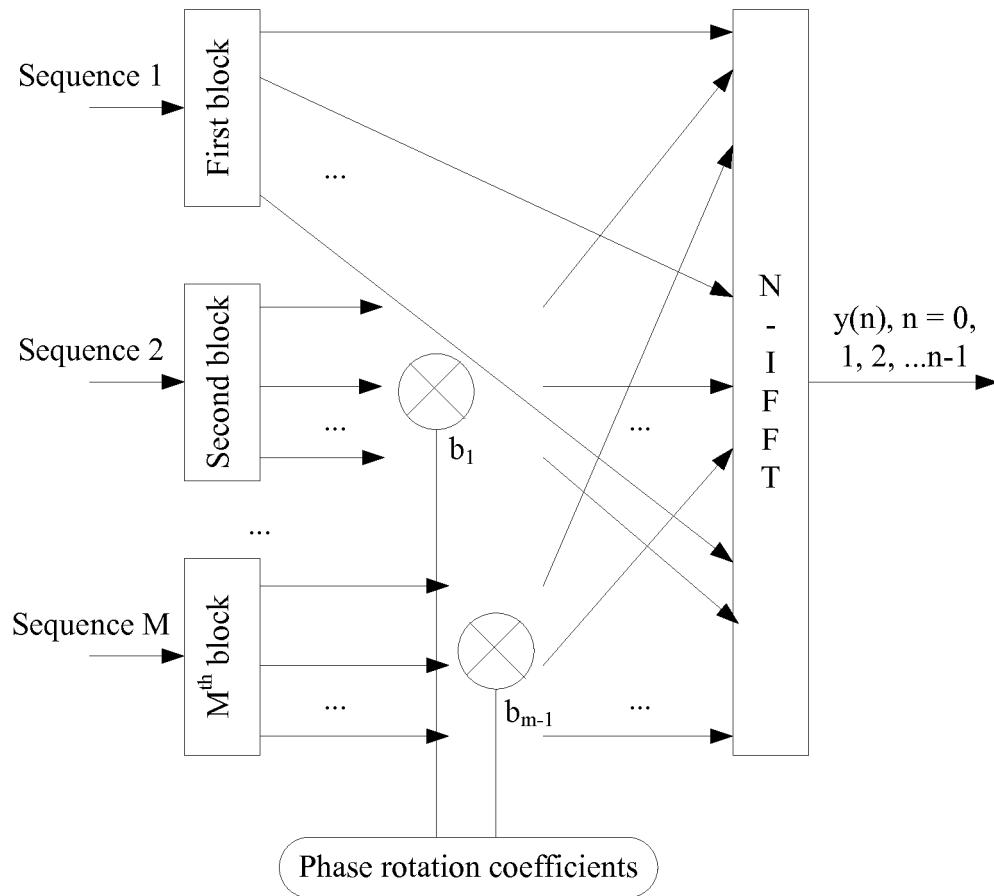 Sequence 1
First block
...
Sequence 2
Second block
...
b₁
...
N
-
I
F
F
T
y(n), n = 0,
1, 2, ...n-1
...
Sequence M
Mᵗʰ block
...
bₘ₋₁
...
Phase rotation coefficients